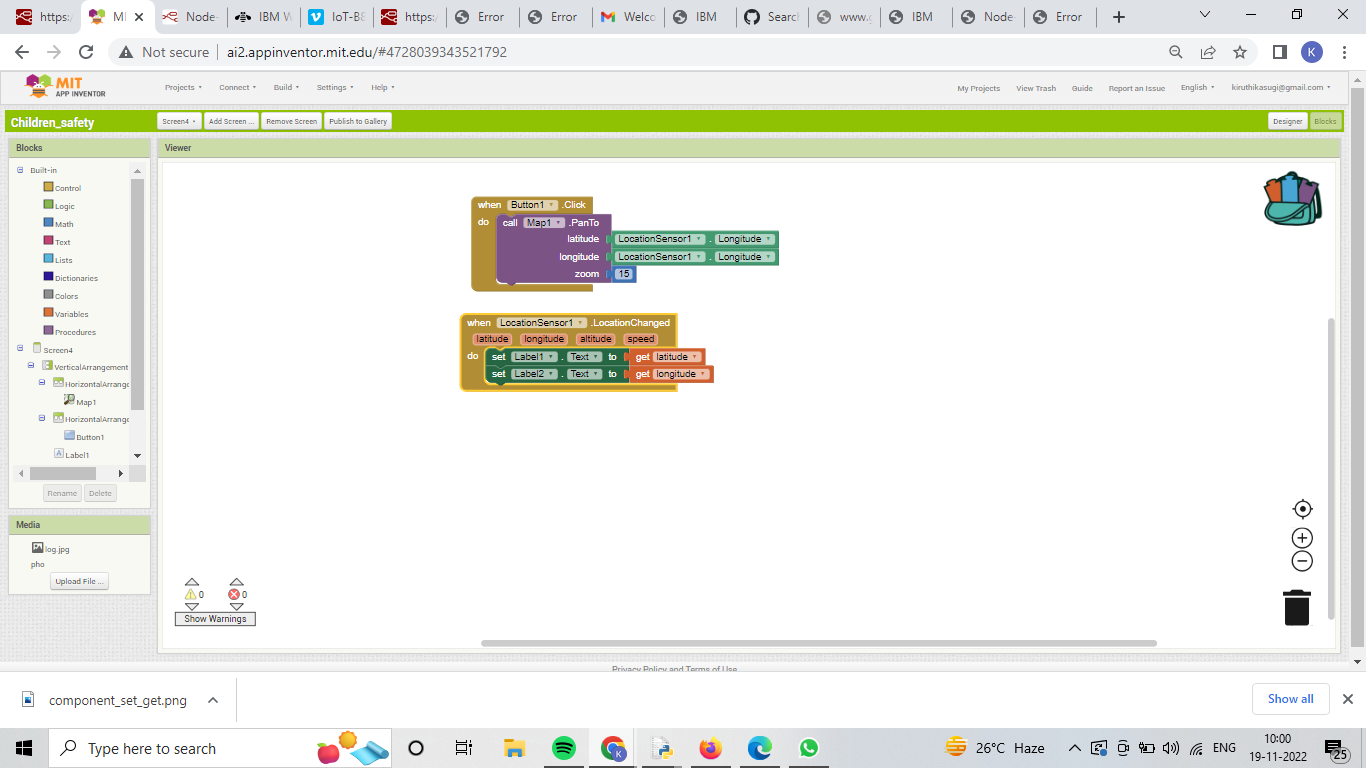 https:/
MI
Node-
IBM W
IoT-BE
https:/
Error
Error
Welco
IBM
Searc
www.g
IBM
Node-
Error
Not secure
ai2.appinventor.mit.edu/#4728039343521792
K
MIT
APP INVENTOR
Projects
Connect
Build
Settings
Help
My Projects
View Trash
Guide
Report an Issue
English
kiruthikasugi@gmail.com
Children_safety
Screen4
Add Screen ...
Remove Screen
Publish to Gallery
Designer
Blocks
Blocks
Viewer
Built-in
Control
Logic
Math
Text
Lists
Dictionaries
Colors
Variables
Procedures
Screen4
VerticalArrangement
HorizontalArrange
Map1
HorizontalArrange
Button1
Label1
Rename
Delete
Media
log.jpg
pho
Upload File ...
when Button1 .Click
do call Map1 .PanTo
latitude LocationSensor1 . Longitude
longitude LocationSensor1 . Longitude
zoom 15
when LocationSensor1 .LocationChanged
latitude longitude altitude speed
do set Label1 . Text to get latitude
set Label2 . Text to get longitude
0
0
Show Warnings
Privacy Policy and Terms of Use
component_set_get.png
Show all
Type here to search
K
26°C Haze
ENG
10:00
19-11-2022
25